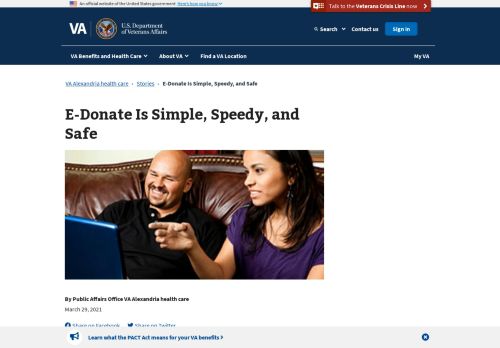 An official website of the United States government Here's how you know
Talk to the Veterans Crisis Line now
VA
U.S. Department
of Veterans Affairs
Search
Contact us
Sign in
VA Benefits and Health Care
About VA
Find a VA Location
My VA
VA Alexandria health care › Stories › E-Donate Is Simple, Speedy, and Safe
E-Donate Is Simple, Speedy, and
Safe
By Public Affairs Office VA Alexandria health care
March 29, 2021
Share on Facebook
Share on Twitter
Learn what the PACT Act means for your VA benefits